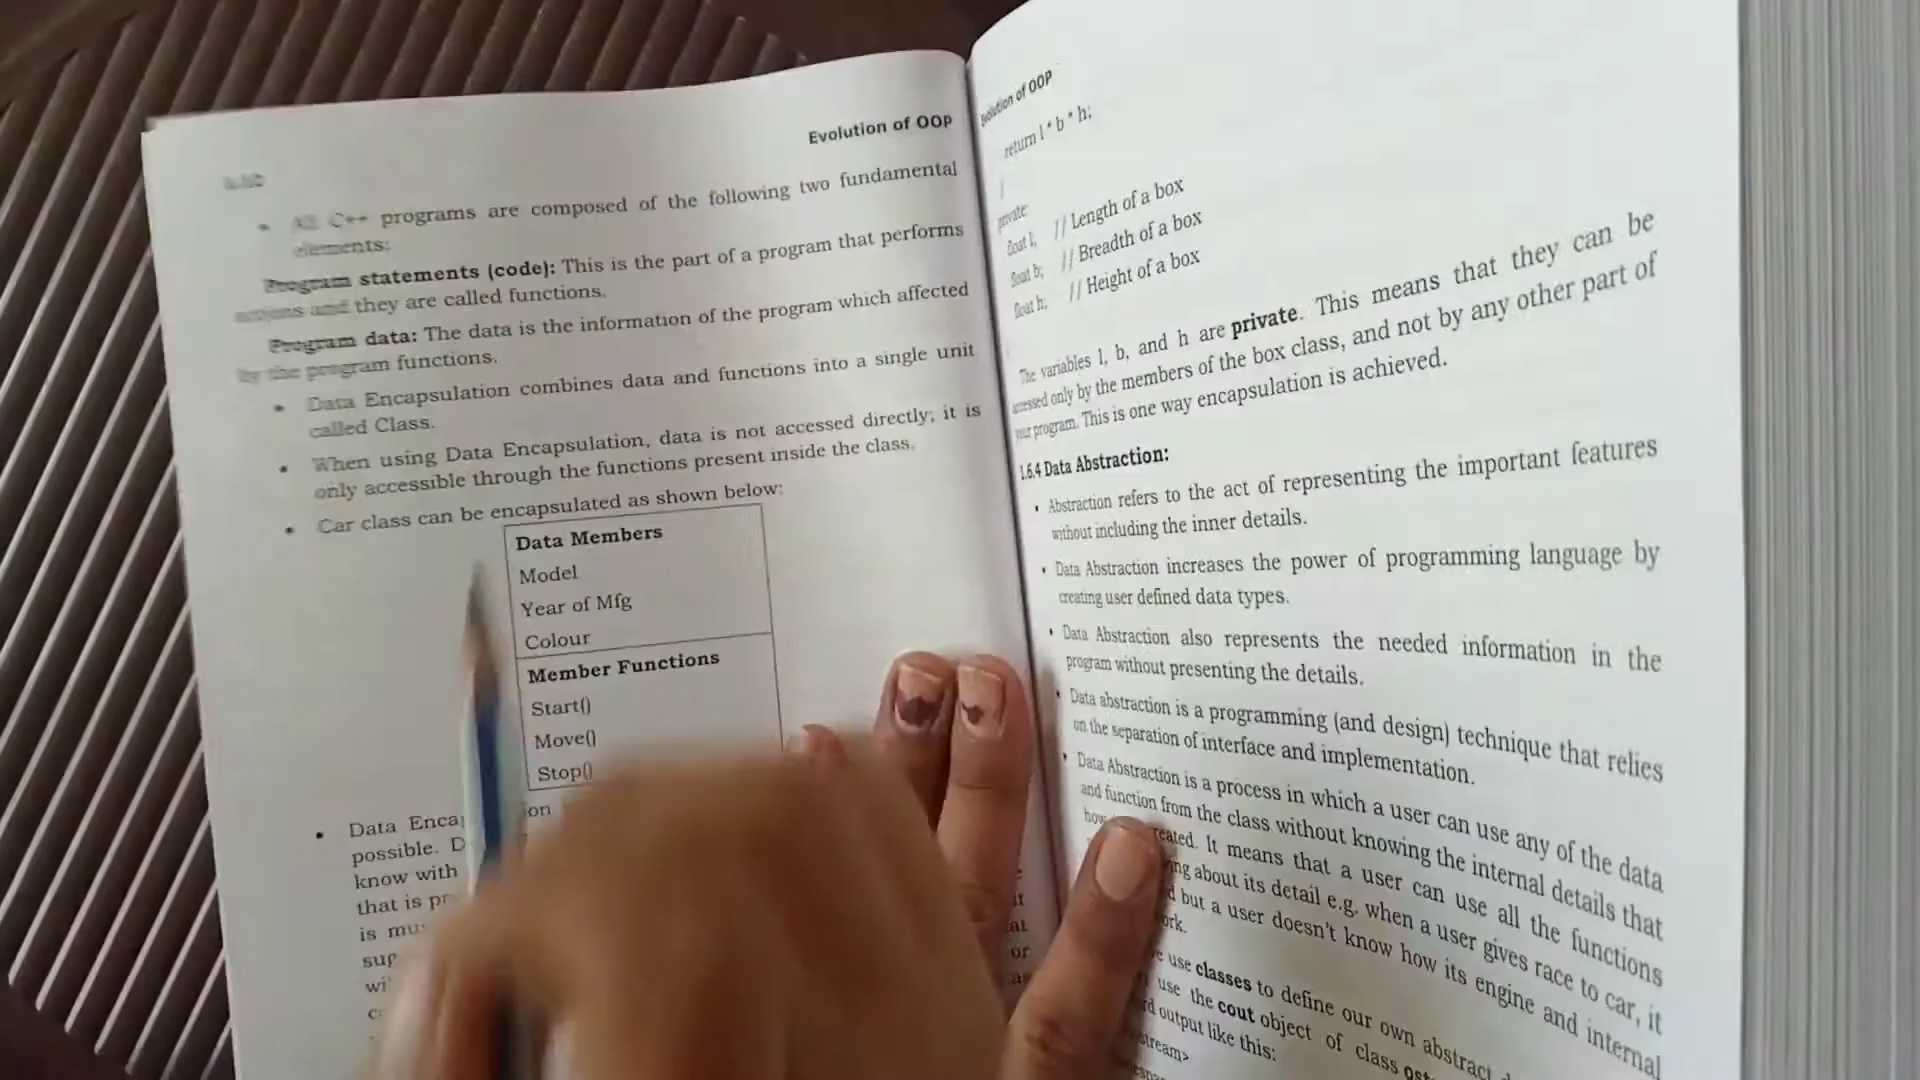 Evolution of OOp
All C++ programs are composed of the following two fundamental
elements:
Program statements (code): This is the part of a program that performs
actions and they are called functions.
Program data: The data is the information of the program which affected
by the program functions.
• Data Encapsulation combines data and functions into a single unit
called Class.
• When using Data Encapsulation, data is not accessed directly; it is
only accessible through the functions present inside the class.
• Car class can be encapsulated as shown below:
Data Members
Model
Year of Mfg
Colour
Member Functions
Start()
Move()
Stop()
• Data Enca
possible. D
know with
that is pr
is mu
sup
wi
Evolution of OOP
return l * b * h;
private:
float l; // Length of a box
float b; // Breadth of a box
float h; // Height of a box
The variables l, b, and h are private. This means that they can be
accessed only by the members of the box class, and not by any other part of
your program. This is one way encapsulation is achieved.
1.6.4 Data Abstraction:
• Abstraction refers to the act of representing the important features
without including the inner details.
• Data Abstraction increases the power of programming language by
creating user defined data types.
• Data Abstraction also represents the needed information in the
program without presenting the details.
• Data abstraction is a programming (and design) technique that relies
on the separation of interface and implementation.
• Data Abstraction is a process in which a user can use any of the data
and function from the class without knowing the internal details that
how eated. It means that a user can use all the functions
ing about its detail e.g. when a user gives race to car, it
d but a user doesn't know how its engine and internal
ork.
use classes to define our own abstract
use the cout object of class ost
rd output like this:
stream>